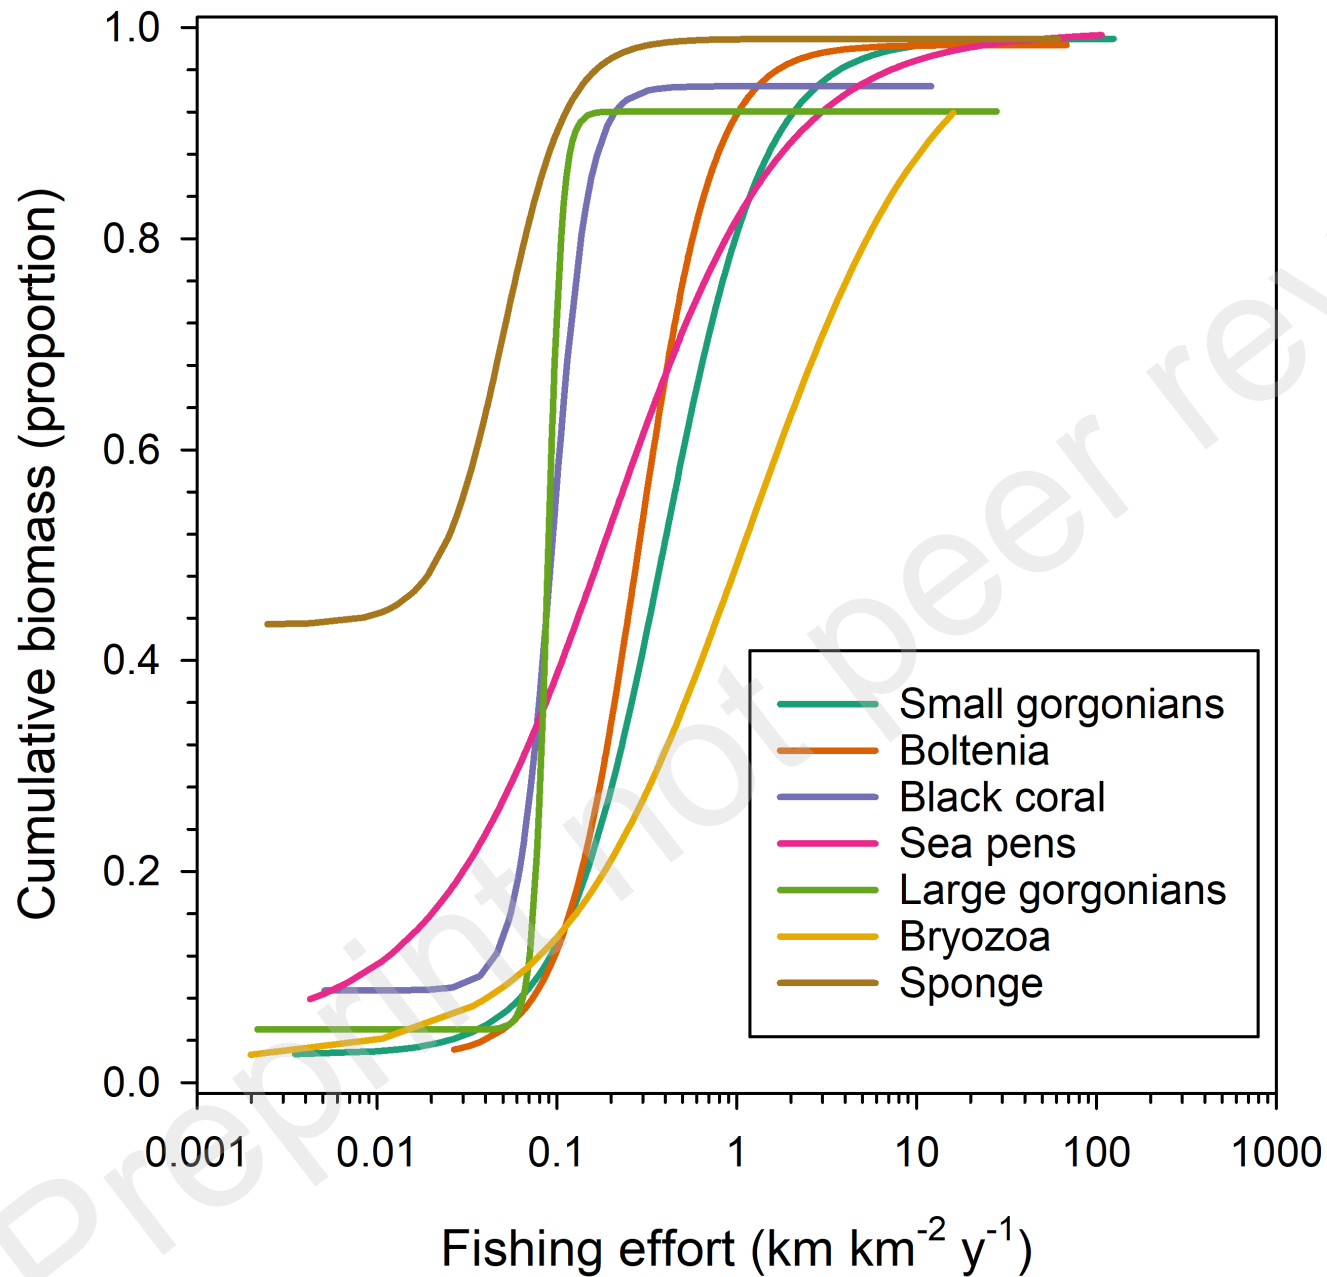 1.0
0.8
0.6
0.4
0.2
0.0
Cumulative biomass (proportion)
Small gorgonians
Boltenia
Black coral
Sea pens
Large gorgonians
Bryozoa
Sponge
0.001 0.01 0.1 1 10 100 1000
Fishing effort (km km⁻² y⁻¹)
Preprint not peer rev